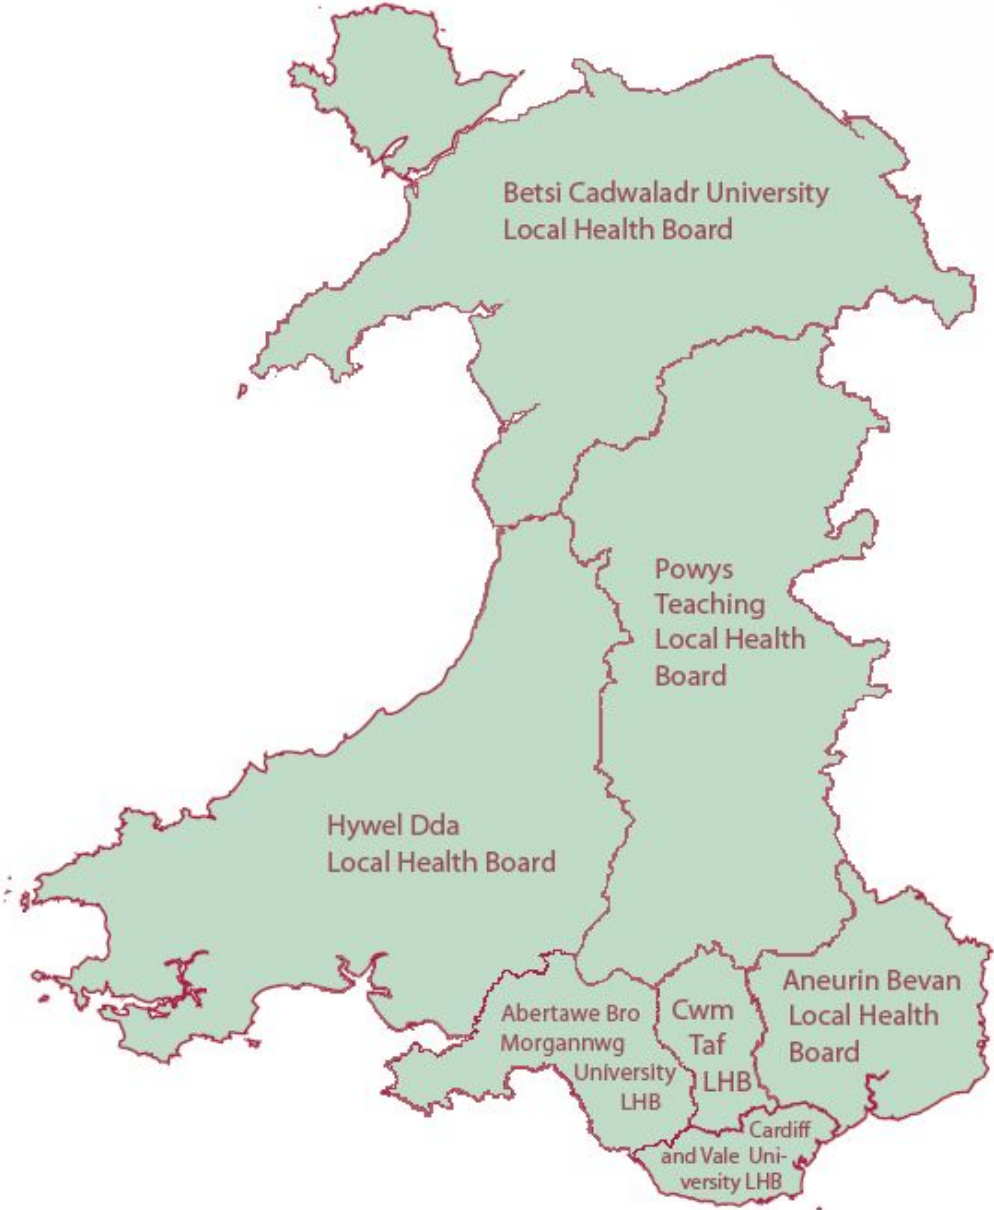 Betsi Cadwaladr University
Local Health Board
Powys
Teaching
Local Health
Board
Hywel Dda
Local Health Board
Abertawe Bro
Morgannwg
University
LHB
Cwm
Taf
LHB
Aneurin Bevan
Local Health
Board
Cardiff
and Vale Uni-
versity LHB